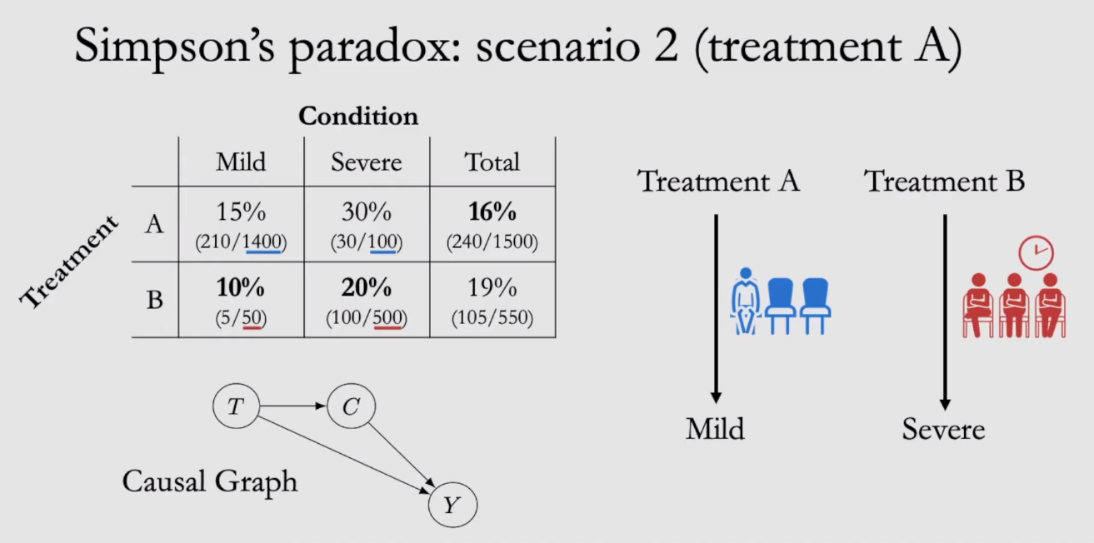 Simpson's paradox: scenario 2 (treatment A)
Condition
Mild Severe Total
Treatment
A 15% 30% 16%
(210/1400) (30/100) (240/1500)
B 10% 20% 19%
(5/50) (100/500) (105/550)
T C
Y
Causal Graph
Treatment A Treatment B
Mild Severe